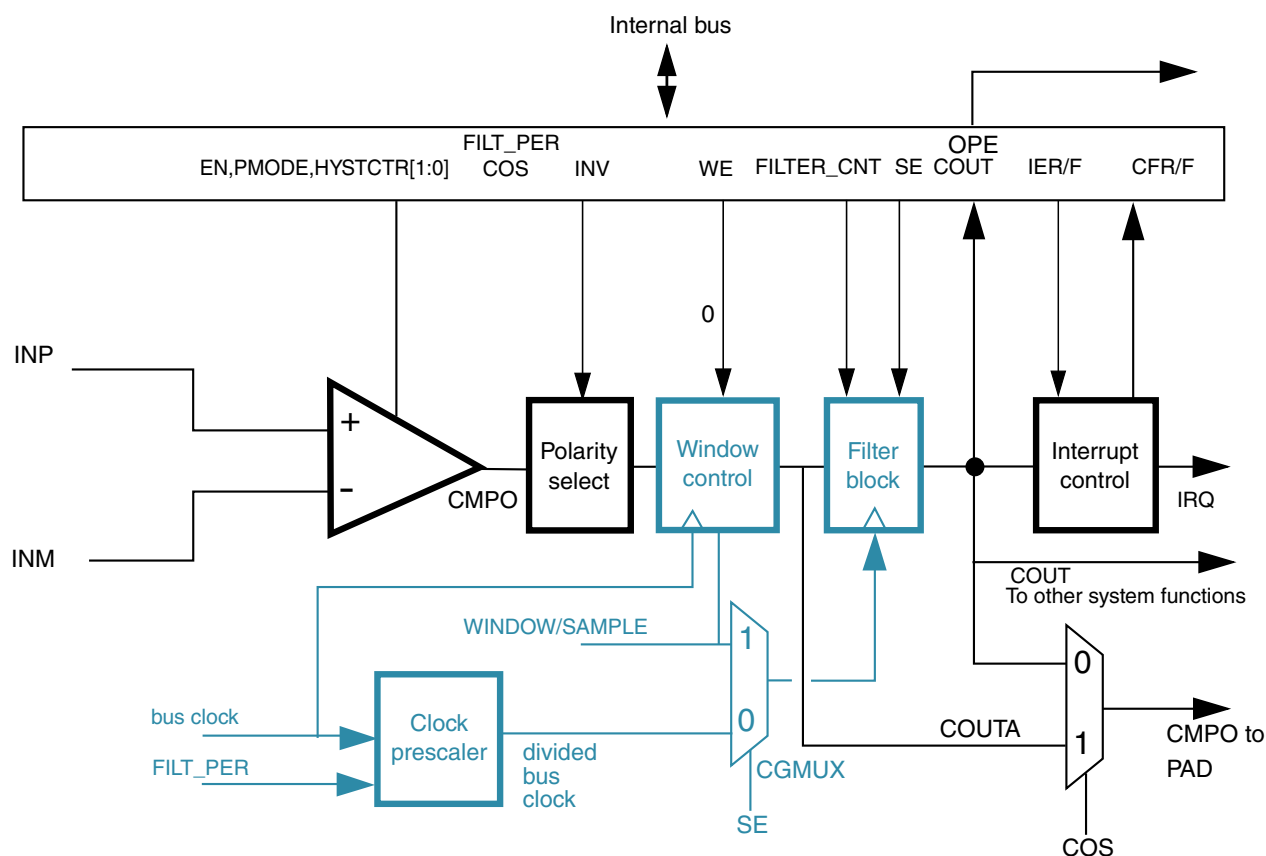 Internal bus
FILT_PER
OPE
EN,PMODE,HYSTCTR[1:0]
COS
INV
WE
FILTER_CNT
SE
COUT
IER/F
CFR/F
0
INP
+
-
INM
CMPO
Polarity
select
Window
control
Filter
block
Interrupt
control
IRQ
COUT
To other system functions
WINDOW/SAMPLE
1
0
bus clock
FILT_PER
Clock
prescaler
divided
bus
clock
CGMUX
SE
COUTA
0
1
CMPO to
PAD
COS